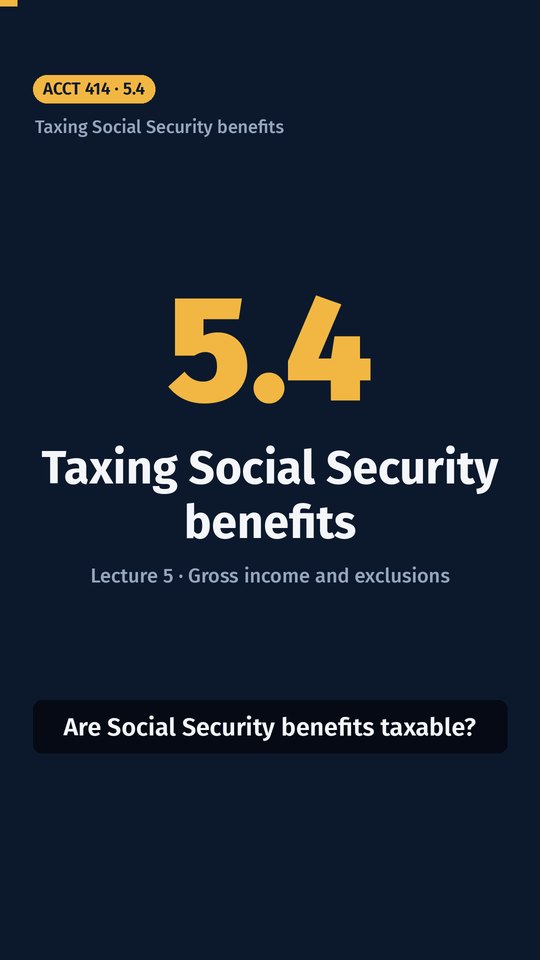 ACCT 414 · 5.4
Taxing Social Security benefits
5.4
Taxing Social Security
benefits
Lecture 5 · Gross income and exclusions
Are Social Security benefits taxable?